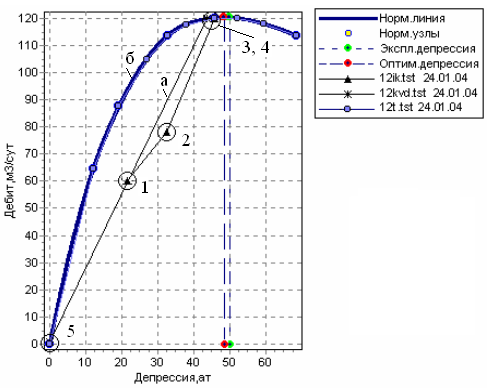 120
110
100
90
80
70
60
50
40
30
20
10
0
Дебит,м3/сут
0
10
20
30
40
50
60
Депрессия,ат
б
а
3, 4
2
1
5
Норм.линия
Норм.узлы
Экспл.депрессия
Оптим.депрессия
12ik.tst 24.01.04
12kvd.tst 24.01.04
12t.tst 24.01.04